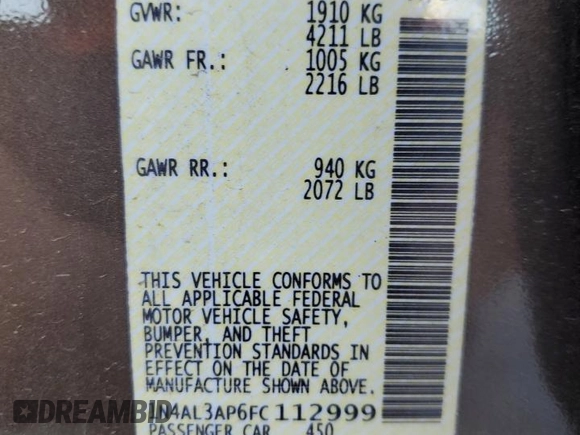 GVWR: 1910 KG
4211 LB
GAWR FR.: 1005 KG
2216 LB
GAWR RR.: 940 KG
2072 LB
THIS VEHICLE CONFORMS TO
ALL APPLICABLE FEDERAL
MOTOR VEHICLE SAFETY,
BUMPER, AND THEFT
PREVENTION STANDARDS IN
EFFECT ON THE DATE OF
MANUFACTURE SHOWN ABOVE.
1N4AL3AP6FC112999
PASSENGER CAR 450
DREAMBID